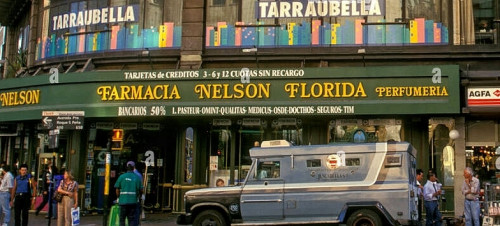 TARRAUBELLA
TARRAUBELLA
TARJETAS de CREDITOS 3 - 6 y 12 CUOTAS SIN RECARGO
NELSON
FARMACIA NELSON FLORIDA PERFUMERIA
BANCARIOS 50% L. PASTEUR-OMINT-QUALITAS MEDICUS-OSDE-DOCTHOS-SEGUROS TIM
AGFA